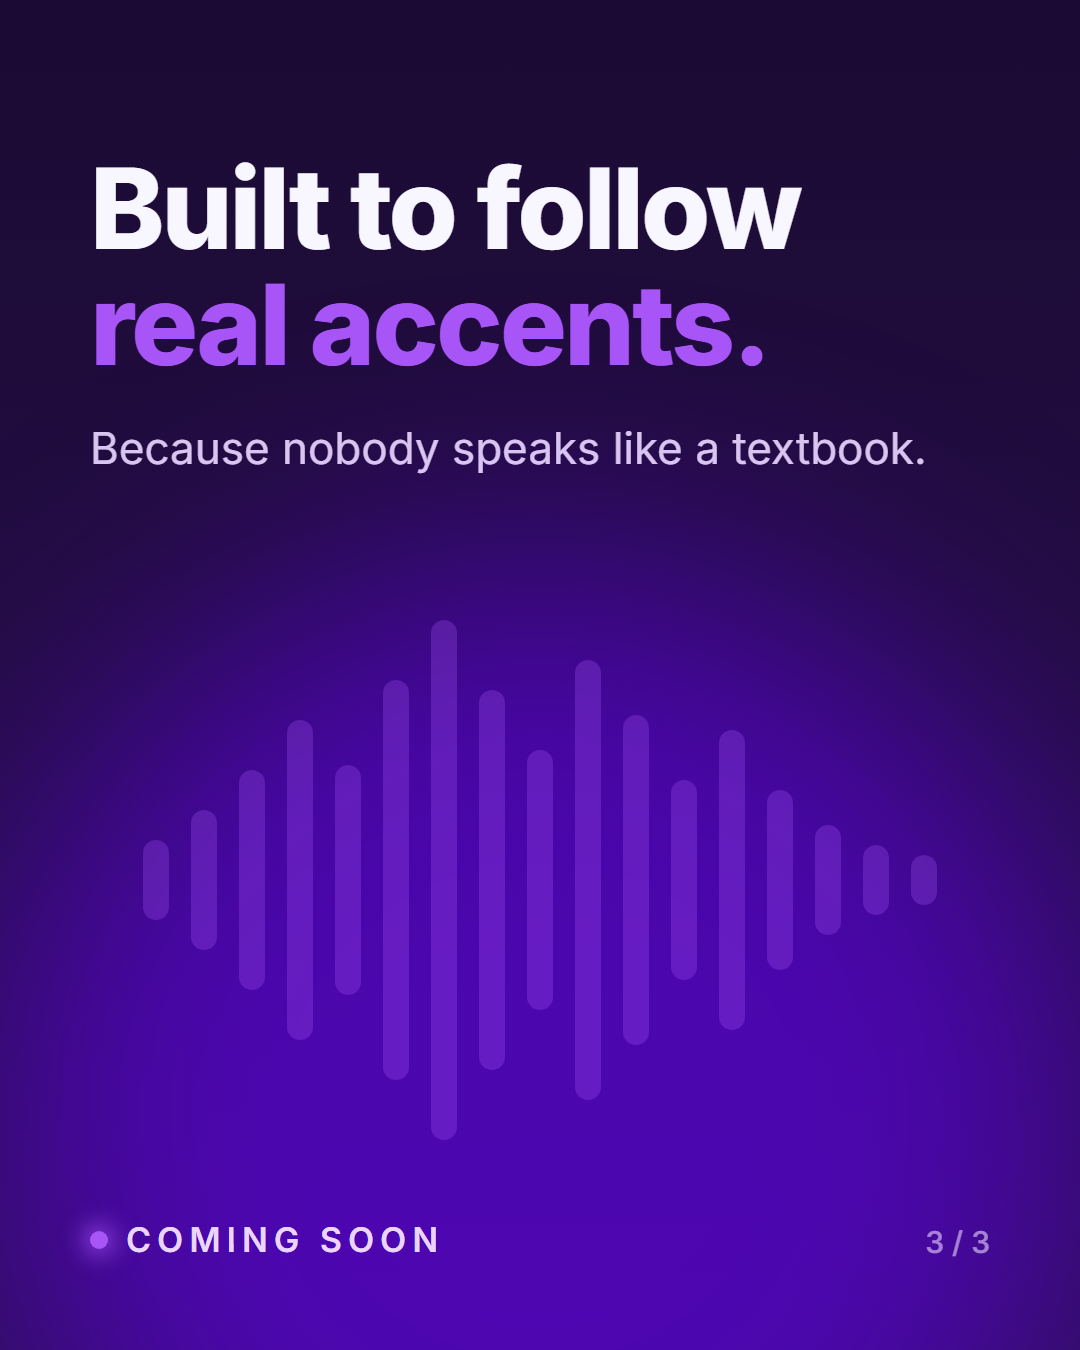 Built to follow
real accents.
Because nobody speaks like a textbook.
COMING SOON
3 / 3